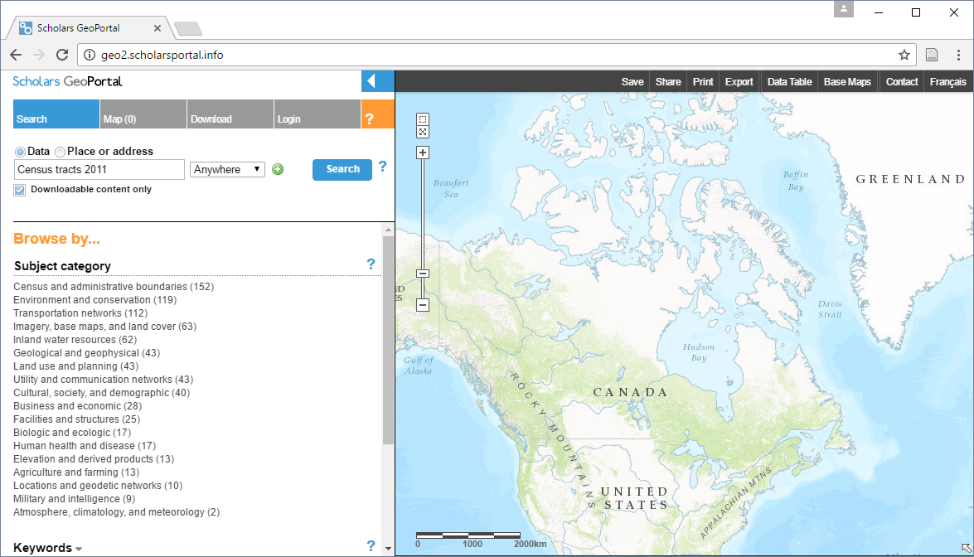 Scholars GeoPortal
geo2.scholarsportal.info
Scholars GeoPortal
Save Share Print Export Data Table Base Maps Contact Français
Search Map (0) Download Login ?
Data Place or address
Census tracts 2011 Anywhere Search ?
Downloadable content only
Browse by...
Subject category ?
Census and administrative boundaries (152)
Environment and conservation (119)
Transportation networks (112)
Imagery, base maps, and land cover (63)
Inland water resources (62)
Geological and geophysical (43)
Land use and planning (43)
Utility and communication networks (43)
Cultural, society, and demographic (40)
Business and economic (28)
Facilities and structures (25)
Biologic and ecologic (17)
Human health and disease (17)
Elevation and derived products (13)
Agriculture and farming (13)
Locations and geodetic networks (10)
Military and intelligence (9)
Atmosphere, climatology, and meteorology (2)
Keywords ?
Beaufort
Sea
Baffin
Bay
GREENLAND
Davis
Strait
Hudson
Bay
Gulf of
Alaska
CANADA
ROCKY MOUNTAINS
UNITED
STATES
APPALACHIAN MTNS
0 1000 2000km